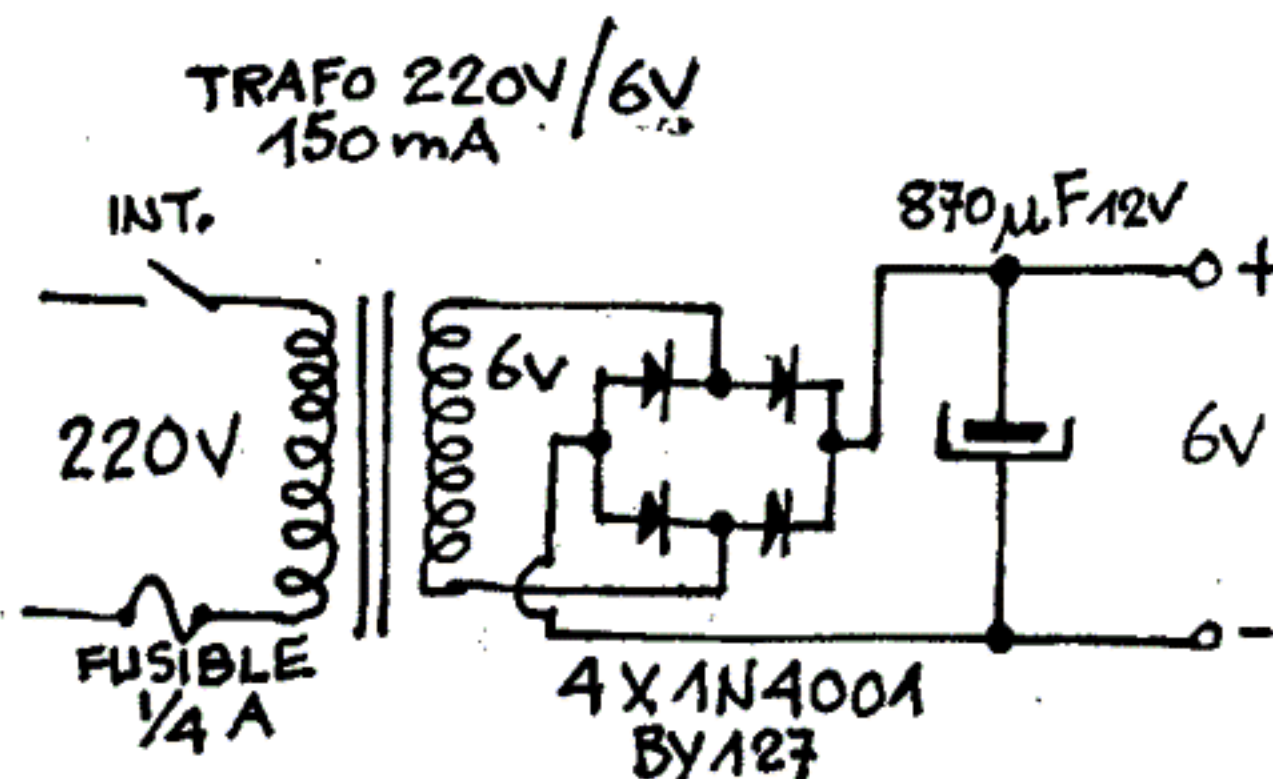 TRAFO 220V/6V
150mA
INT.
870µF12V
+
6V
220V
6V
-
FUSIBLE
1/4 A
4X1N4001
BY127